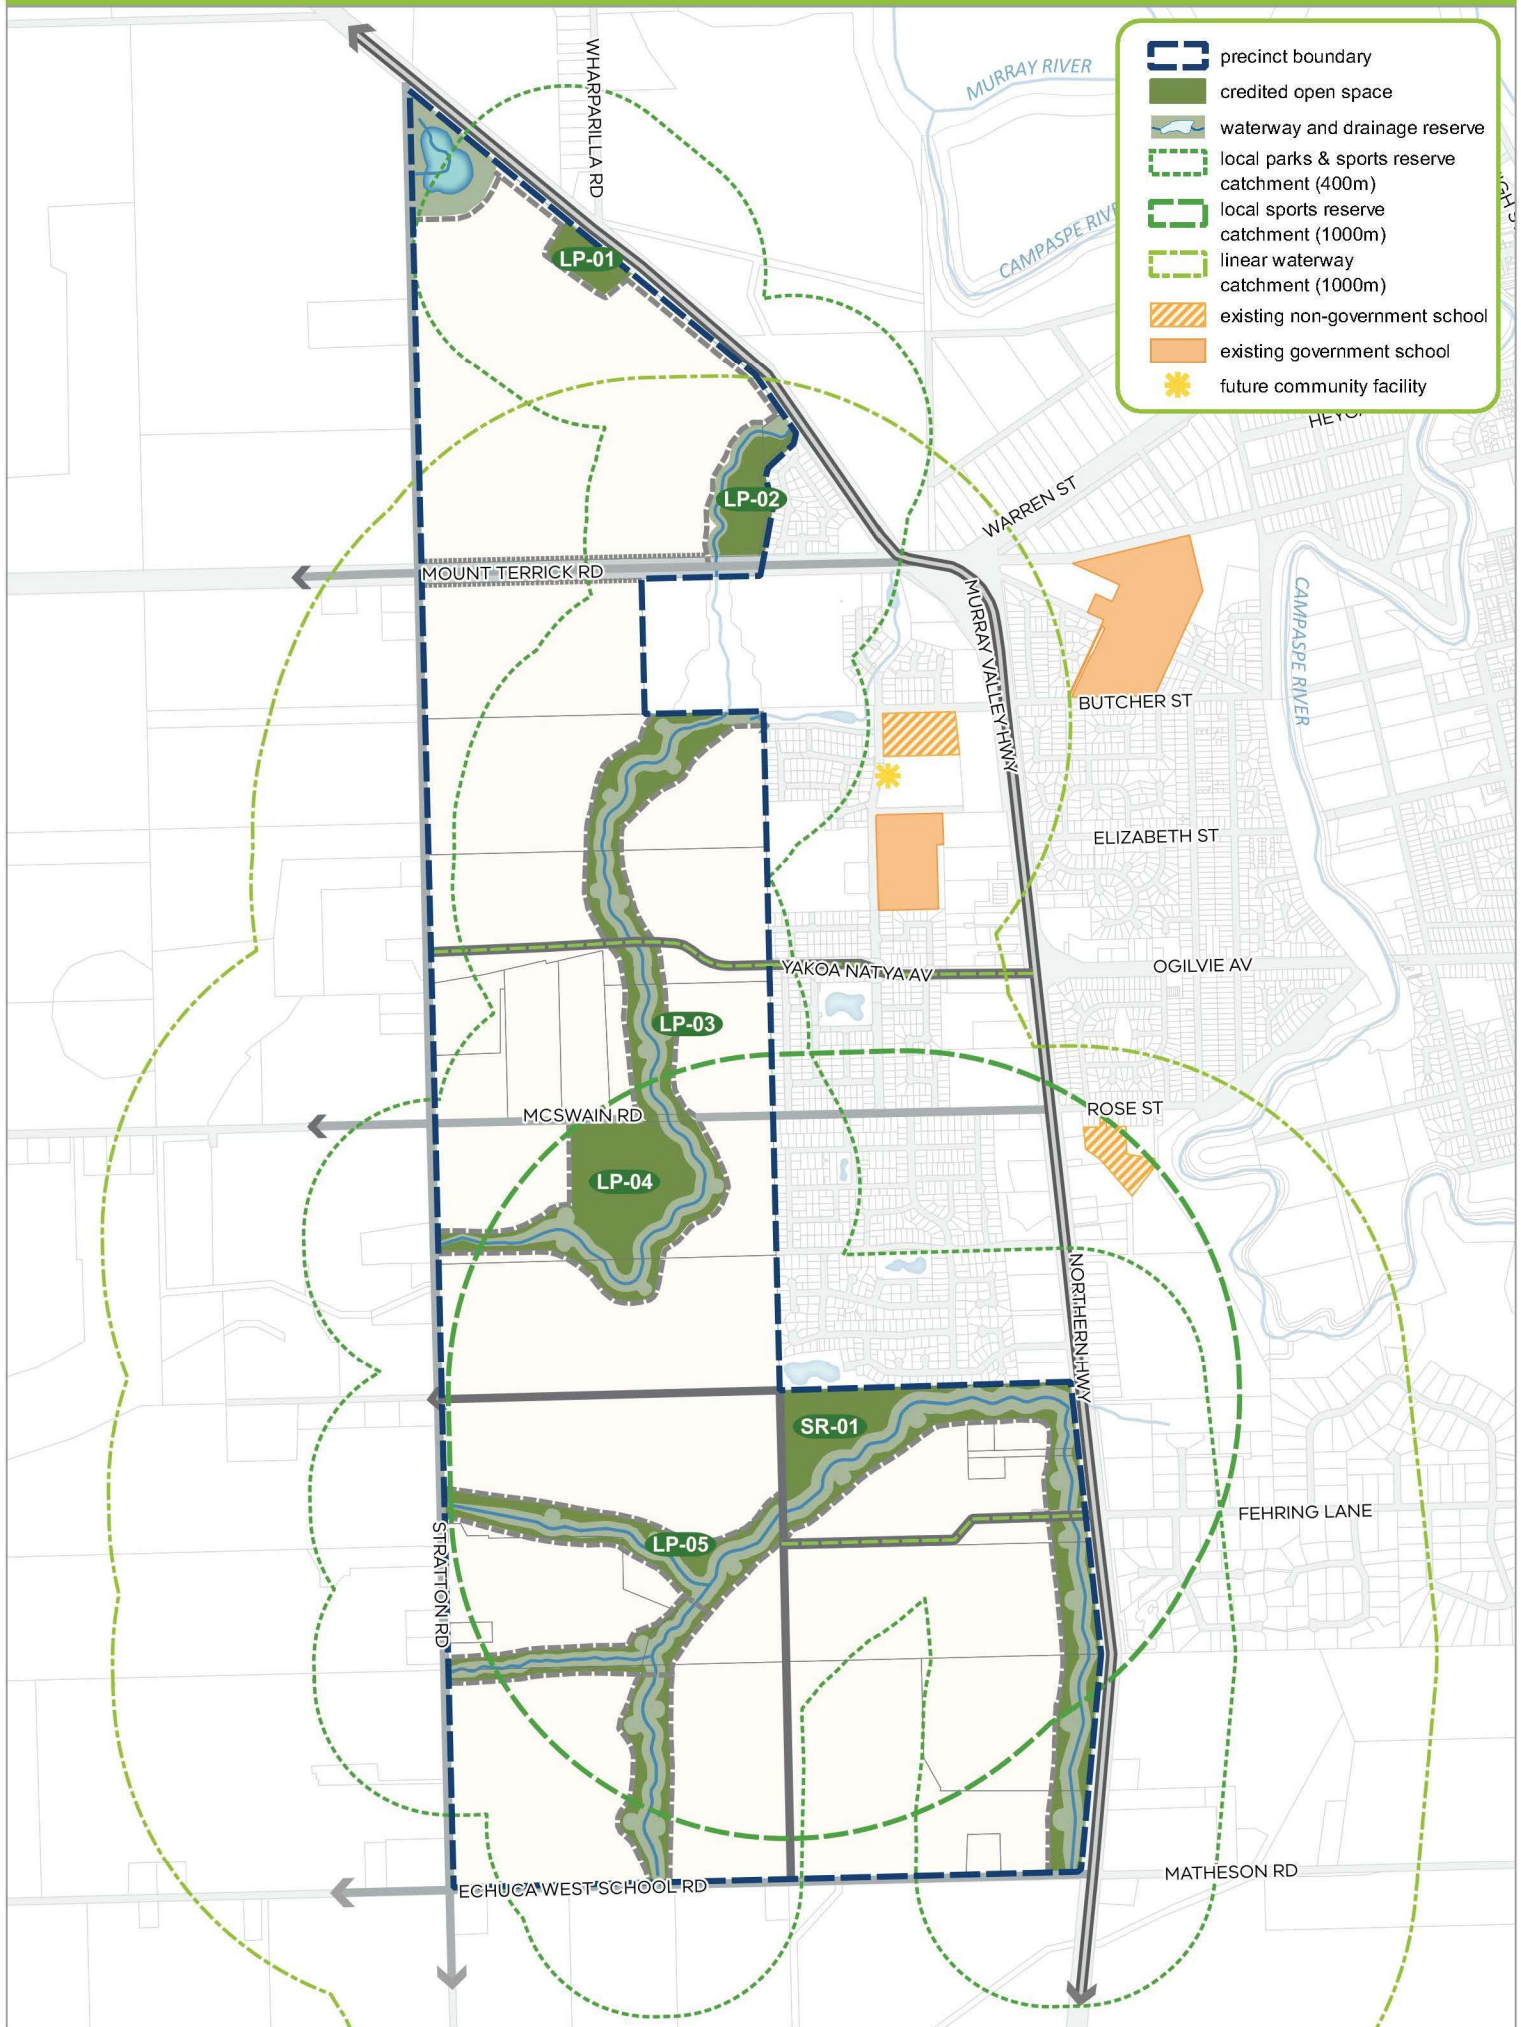 precinct boundary
credited open space
waterway and drainage reserve
local parks & sports reserve
catchment (400m)
local sports reserve
catchment (1000m)
linear waterway
catchment (1000m)
existing non-government school
existing government school
future community facility
WHARPARILLA RD
MURRAY RIVER
CAMPASPE
LP-01
WARREN ST
LP-02
MOUNT TERRICK RD
MURRAY VALLEY HWY
CAMPASPE RIVER
BUTCHER ST
ELIZABETH ST
YAKOA NATYA AV
OGILVIE AV
LP-03
MCSWAIN RD
ROSE ST
LP-04
NORTHERN HWY
SR-01
FEHRING LANE
STRATTON RD
LP-05
MATHESON RD
ECHUCA WEST SCHOOL RD